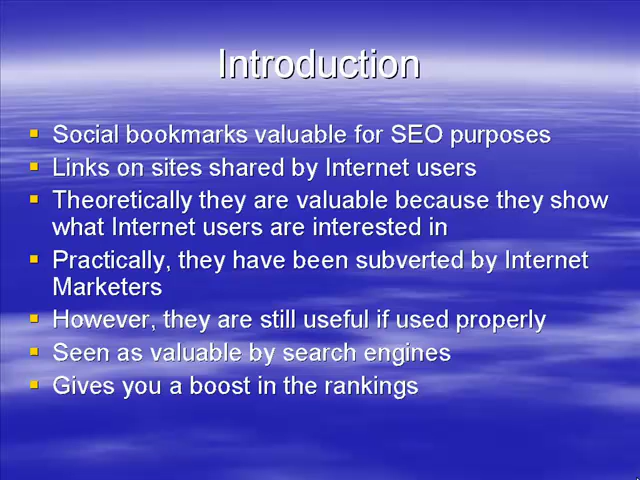 Introduction
Social bookmarks valuable for SEO purposes
Links on sites shared by Internet users
Theoretically they are valuable because they show
what Internet users are interested in
Practically, they have been subverted by Internet
Marketers
However, they are still useful if used properly
Seen as valuable by search engines
Gives you a boost in the rankings